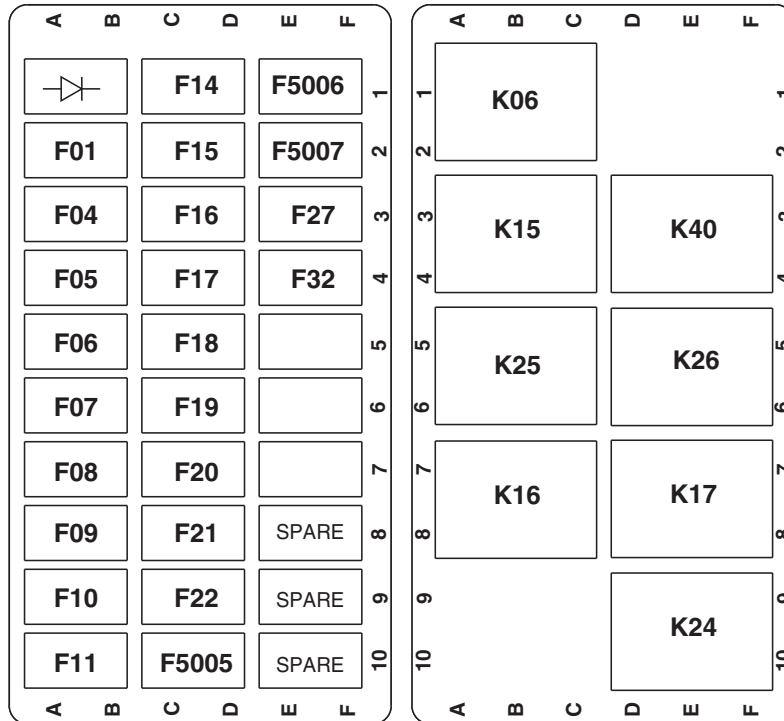 A B C D E F A B C D E F
F14 F5006 1 1 K06 1
F01 F15 F5007 2 2 2
F04 F16 F27 3 3 K15 K40 3
F05 F17 F32 4 4 4
F06 F18 5 5 K25 K26 5
F07 F19 6 6 6
F08 F20 7 7 K16 K17 7
F09 F21 SPARE 8 8 8
F10 F22 SPARE 9 9 K24 9
F11 F5005 SPARE 10 10 10
A B C D E F A B C D E F